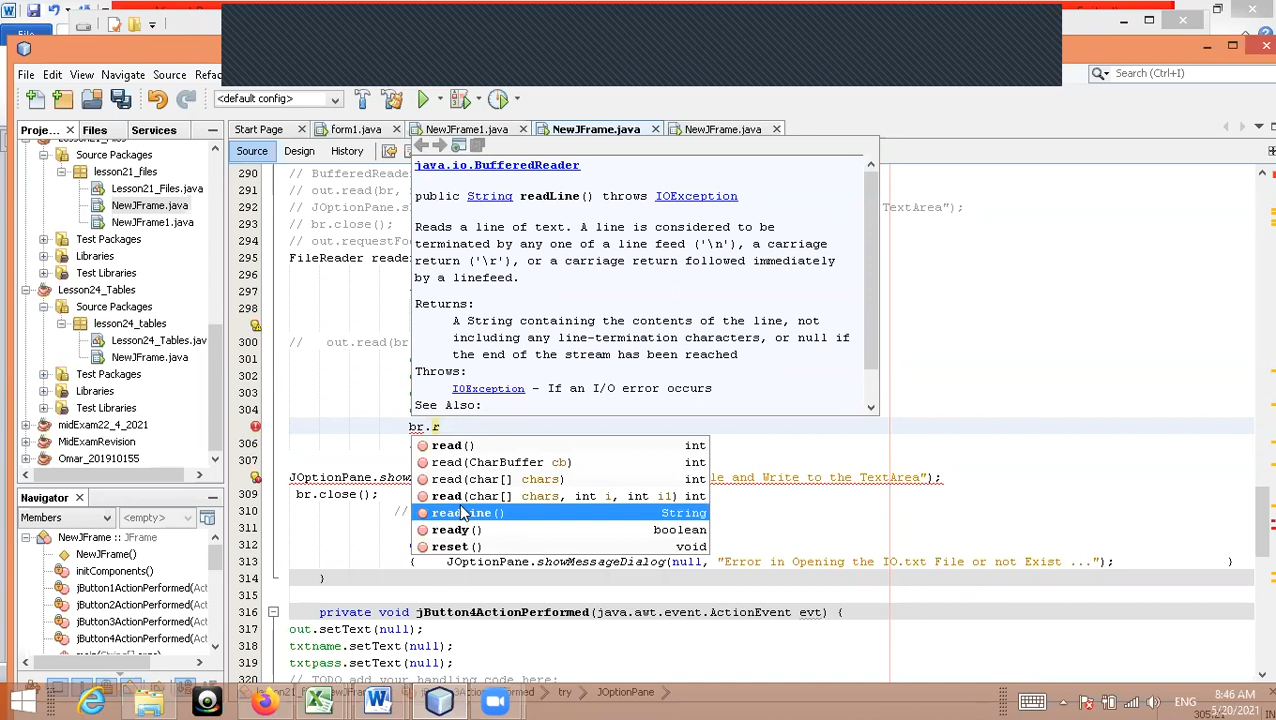 File
File Edit View Navigate Source Refac
Search (Ctrl+I)
<default config>
Proje... Files Services
Start Page form1.java NewJFrame1.java NewJFrame.java NewJFrame.java
Source Design History
Source Packages
lesson21_files
Lesson21_Files.java
NewJFrame.java
NewJFrame1.java
Test Packages
Libraries
Test Libraries
Lesson24_Tables
Source Packages
lesson24_tables
Lesson24_Tables.jav
NewJFrame.java
Test Packages
Libraries
Test Libraries
midExam22_4_2021
MidExamRevision
Omar_201910155
Navigator
Members <empty>
NewJFrame :: JFrame
NewJFrame()
initComponents()
jButton1ActionPerformed(Act
jButton2ActionPerformed(Act
jButton3ActionPerformed(Act
jButton4ActionPerformed(Act
290 // BufferedReade
291 // out.read(br,
292 // JOptionPane.s TextArea");
293 // br.close();
294 // out.requestFo
295 FileReader reader
296
297
298
300 // out.read(br
301
302
303
304
br.r
306
307
JOptionPane.show le and Write to the TextArea");
309 br.close();
310 //
311
312
313 { JOptionPane.showMessageDialog(null, "Error in Opening the IO.txt File or not Exist ..."); }
314 }
315
316 private void jButton4ActionPerformed(java.awt.event.ActionEvent evt) {
317 out.setText(null);
318 txtname.setText(null);
319 txtpass.setText(null);
320 // TODO add your handling code here:
java.io.BufferedReader
public String readLine() throws IOException
Reads a line of text. A line is considered to be
terminated by any one of a line feed ('\n'), a carriage
return ('\r'), or a carriage return followed immediately
by a linefeed.
Returns:
A String containing the contents of the line, not
including any line-termination characters, or null if
the end of the stream has been reached
Throws:
IOException - If an I/O error occurs
See Also:
read() int
read(CharBuffer cb) int
read(char[] chars) int
read(char[] chars, int i, int i1) int
readLine() String
ready() boolean
reset() void
try JOptionPane
ENG
8:46 AM
5/20/2021